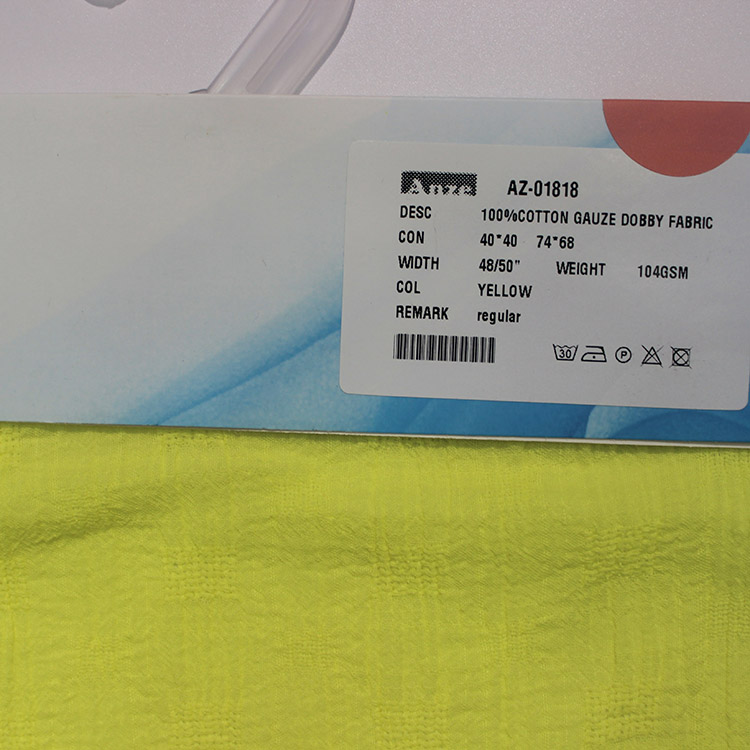 Anze AZ-01818
DESC 100%COTTON GAUZE DOBBY FABRIC
CON 40*40 74*68
WIDTH 48/50" WEIGHT 104GSM
COL YELLOW
REMARK regular
30 P